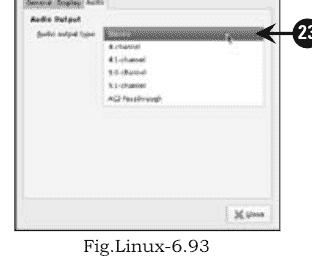 General Display Audio
Audio Output
Audio output type:
Stereo
4-channel
4.1-channel
5.0-channel
5.1-channel
AC3 Passthrough
23
Close
Fig.Linux-6.93